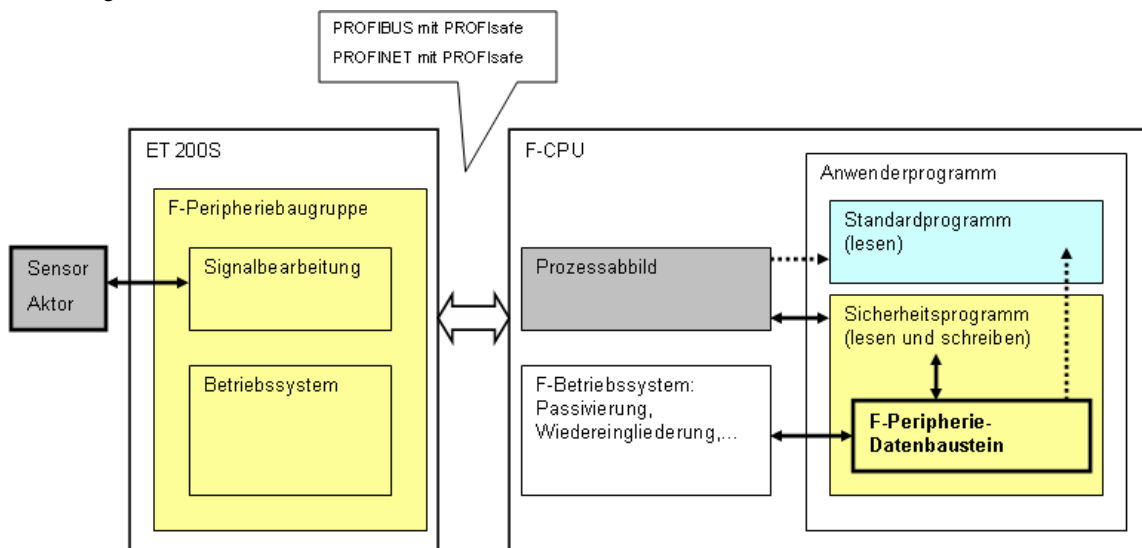 PROFIBUS mit PROFIsafe
PROFINET mit PROFIsafe
ET 200S
F-CPU
Anwenderprogramm
F-Peripheriebaugruppe
Standardprogramm
(lesen)
Sensor
Aktor
Signalbearbeitung
Prozessabbild
Sicherheitsprogramm
(lesen und schreiben)
Betriebssystem
F-Betriebssystem:
Passivierung,
Wiedereingliederung,...
F-Peripherie-
Datenbaustein